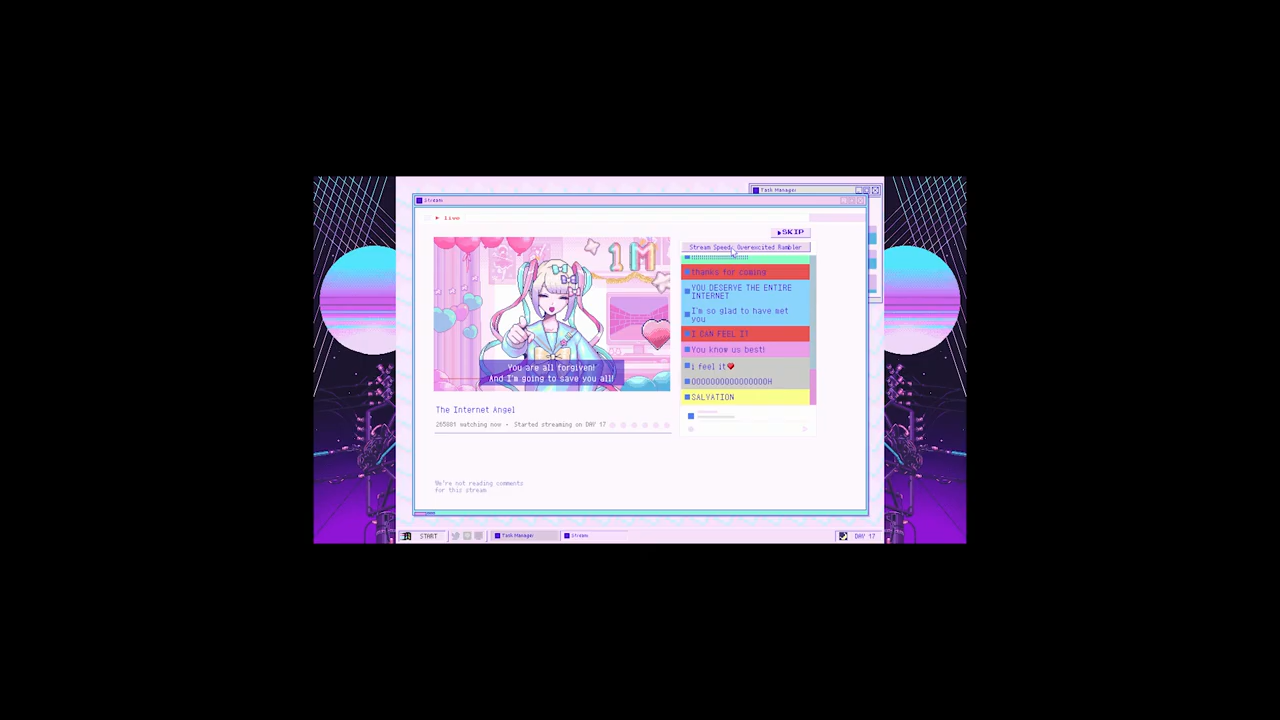 Task Manager
Stream
live
SKIP
Stream Speed: Overexcited Rambler
1M
thanks for coming
YOU DESERVE THE ENTIRE
INTERNET
I'm so glad to have met
you
I CAN FEEL IT
You know us best!
i feel it
OOOOOOOOOOOOOOOOH
SALVATION
You are all forgiven!
And I'm going to save you all!
The Internet Angel
265881 watching now • Started streaming on DAY 17
We're not reading comments
for this stream
START
Task Manager
Stream
DAY 17